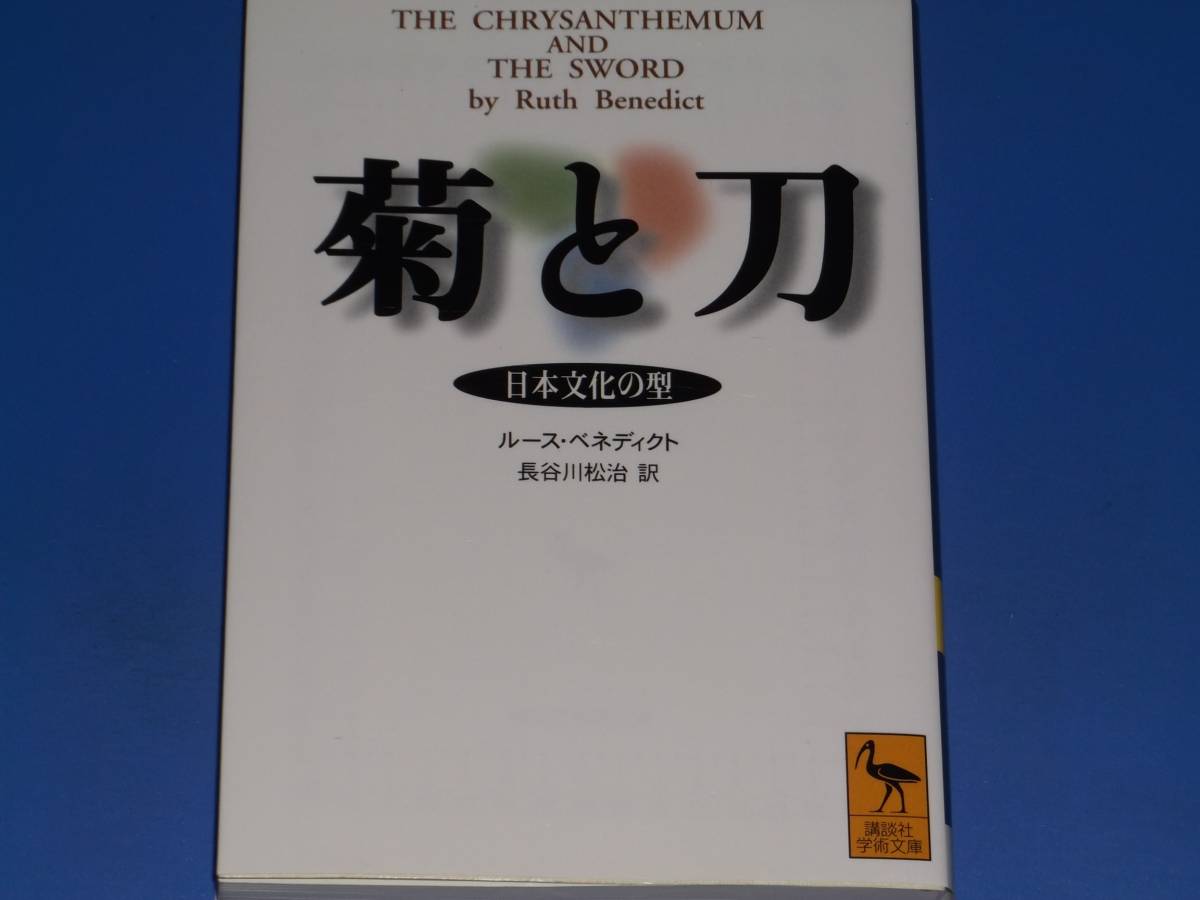 THE CHRYSANTHEMUM
AND
THE SWORD
by Ruth Benedict
菊と刀
日本文化の型
ルース・ベネディクト
長谷川松治 訳
講談社
学術文庫